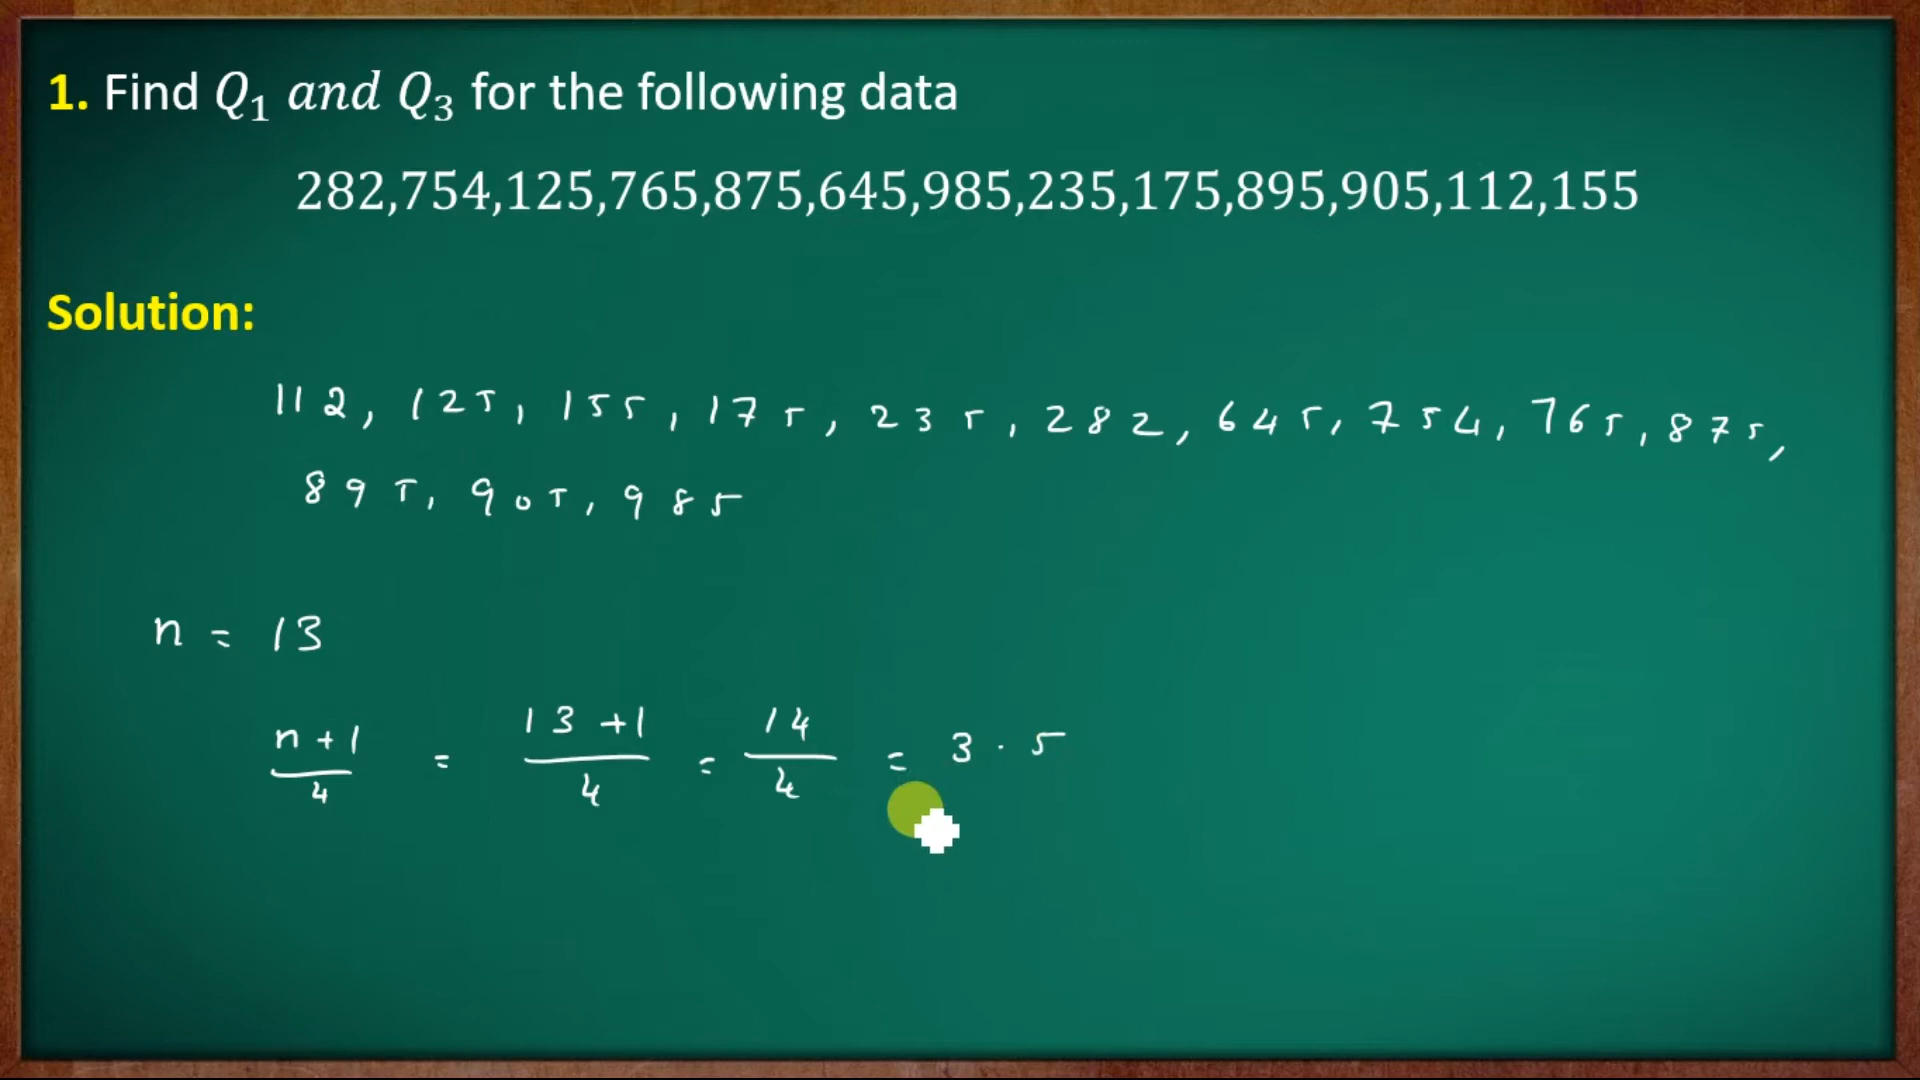 1. Find Q₁ and Q₃ for the following data
282,754,125,765,875,645,985,235,175,895,905,112,155
Solution:
112, 125, 155, 175, 235, 282, 645, 754, 765, 875,
895, 905, 985
n = 13
(n+1)/4 = (13+1)/4 = 14/4 = 3.5